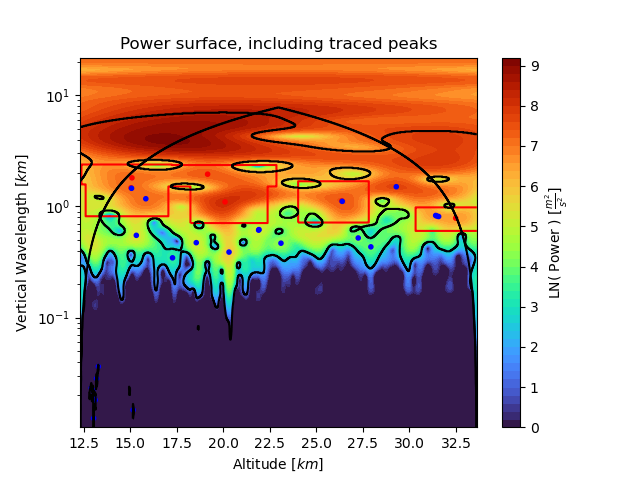 Power surface, including traced peaks
Vertical Wavelength [km]
10¹
10⁰
10⁻¹
12.5 15.0 17.5 20.0 22.5 25.0 27.5 30.0 32.5
Altitude [km]
9
8
7
6
5
4
3
2
1
0
LN( Power ) [m²/s²]